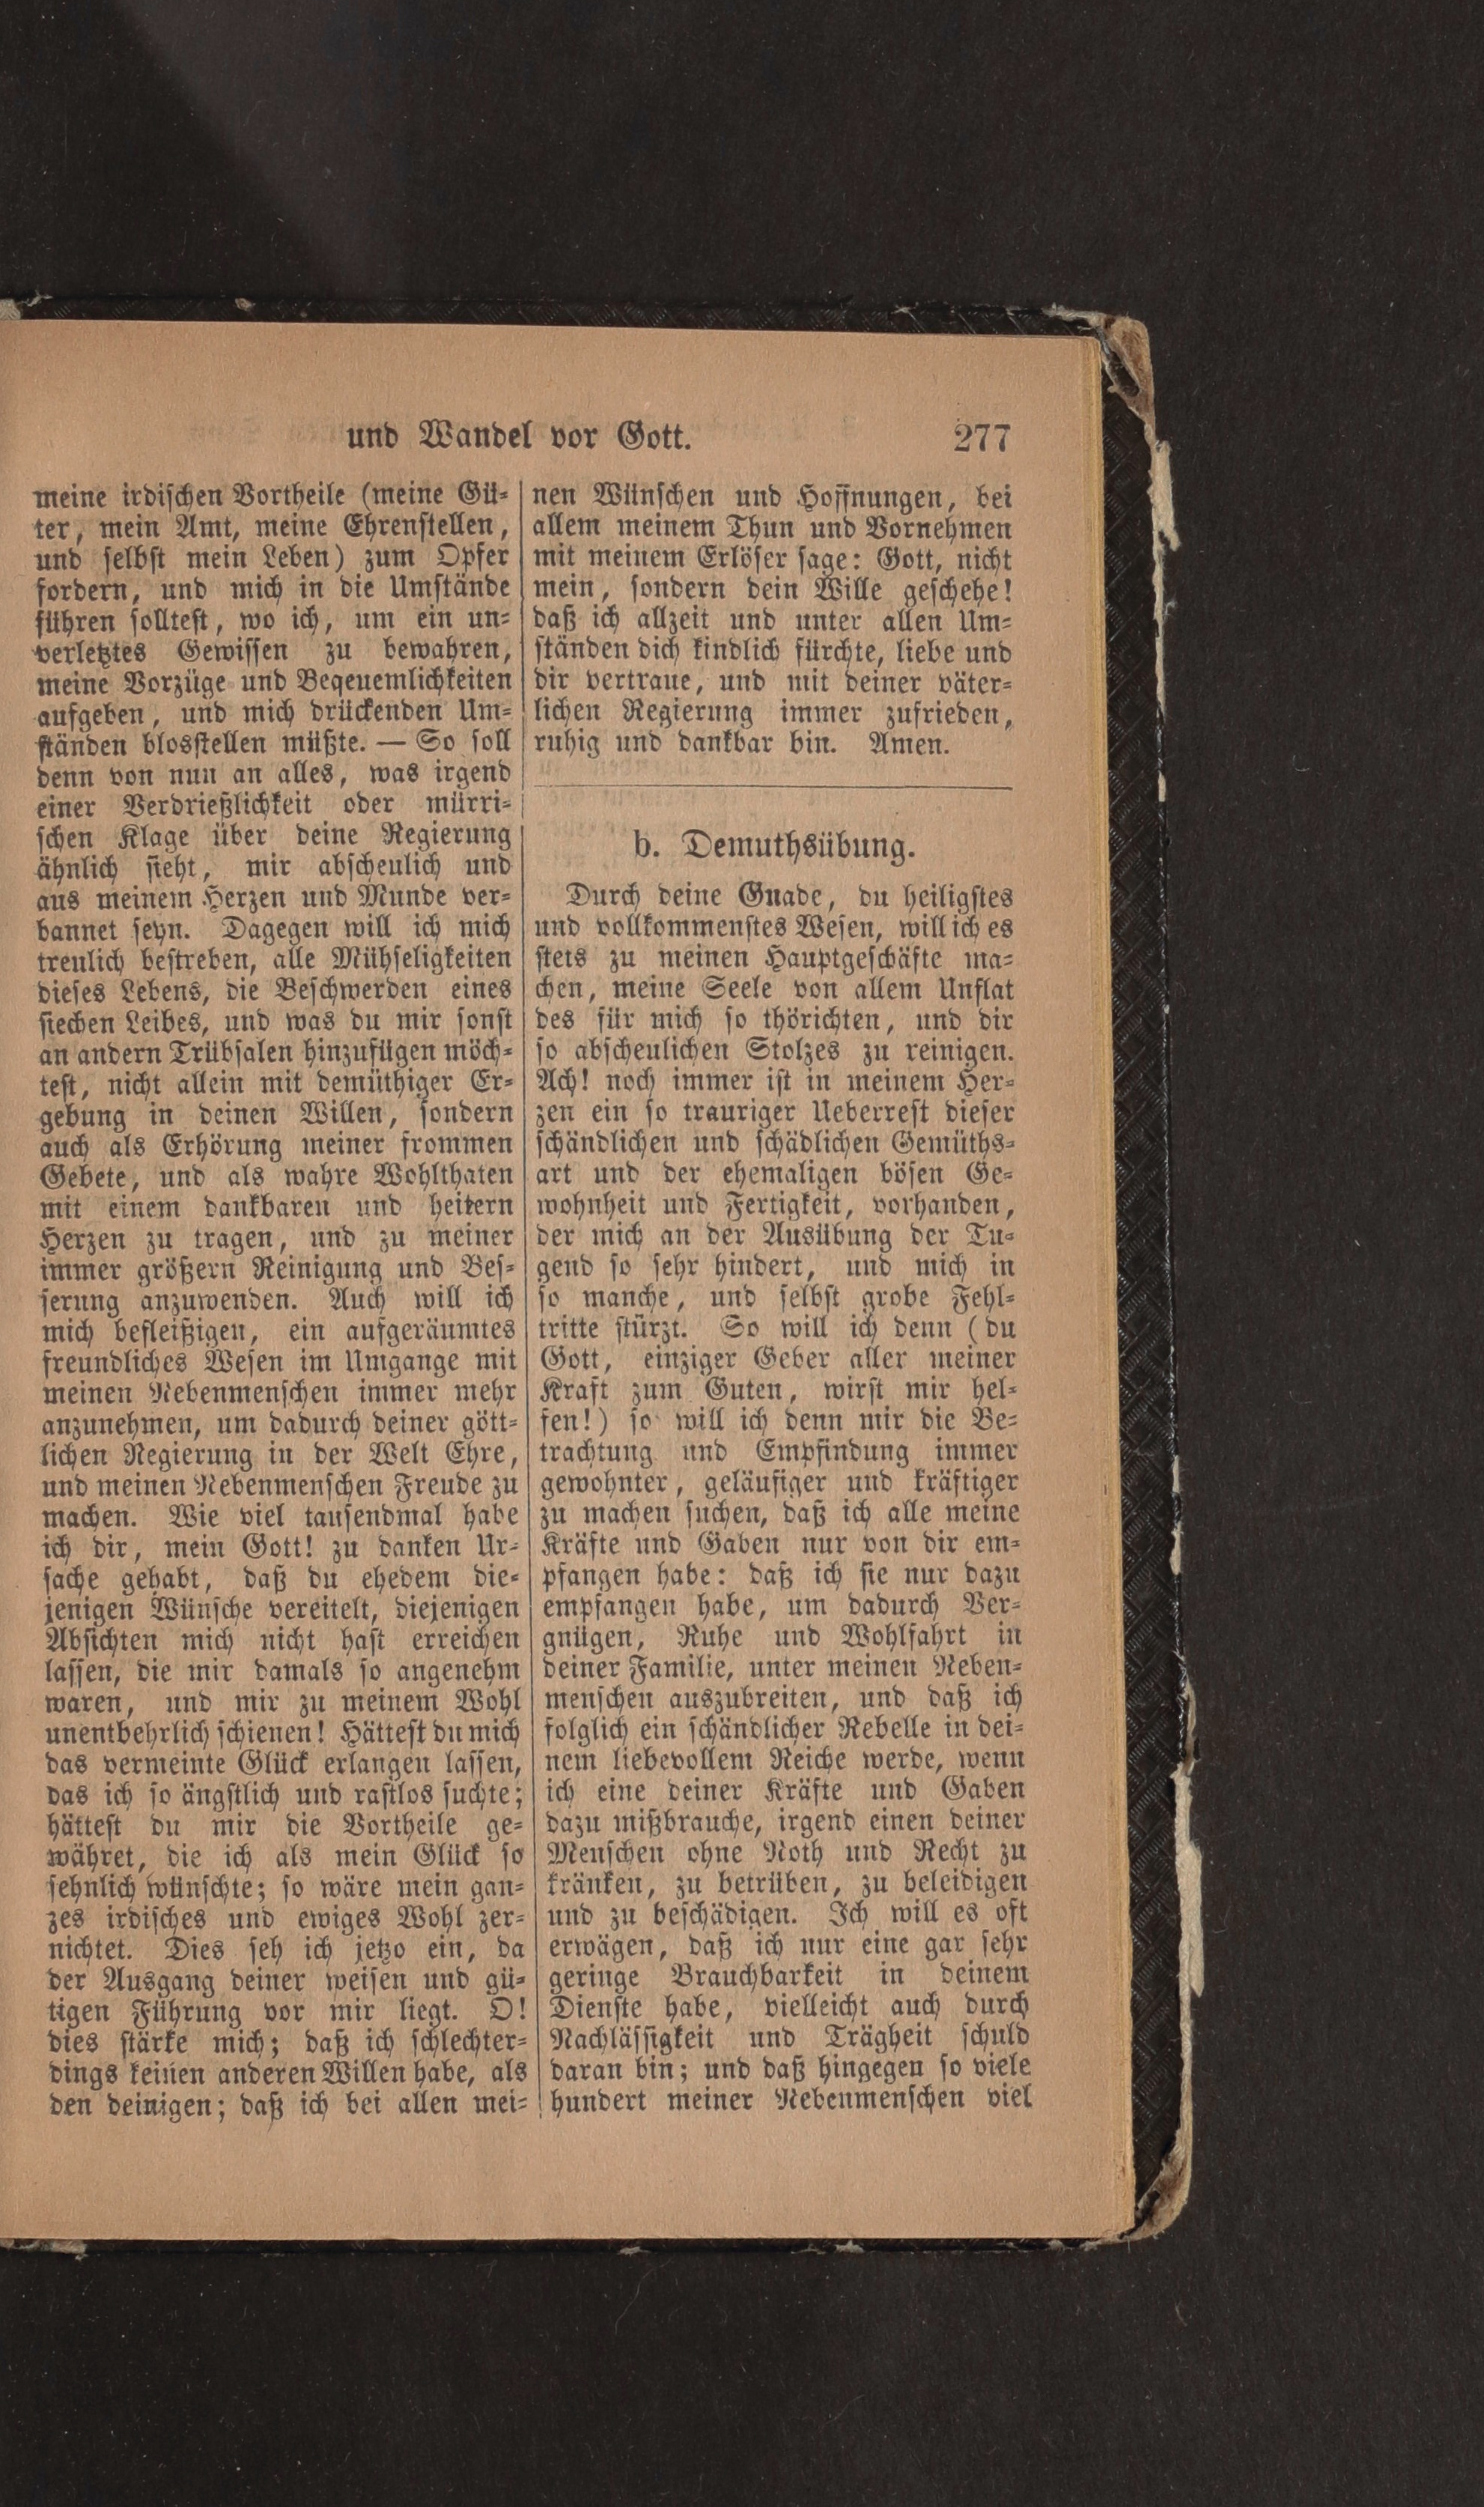 und Wandel vor Gott.
277
meine irdischen Vortheile (meine Gü-
ter, mein Amt, meine Ehrenstellen,
und selbst mein Leben) zum Opfer
fordern, und mich in die Umstände
führen solltest, wo ich, um ein un-
verletztes Gewissen zu bewahren,
meine Vorzüge und Beqeuemlichkeiten
aufgeben, und mich drückenden Um-
ständen blosstellen müßte. — So soll
denn von nun an alles, was irgend
einer Verdrießlichkeit oder mürri-
schen Klage über deine Regierung
ähnlich sieht, mir abscheulich und
aus meinem Herzen und Munde ver-
bannet seyn. Dagegen will ich mich
treulich bestreben, alle Mühseligkeiten
dieses Lebens, die Beschwerden eines
siechen Leibes, und was du mir sonst
an andern Trübsalen hinzufügen möch-
test, nicht allein mit demüthiger Er-
gebung in deinen Willen, sondern
auch als Erhörung meiner frommen
Gebete, und als wahre Wohlthaten
mit einem dankbaren und heitern
Herzen zu tragen, und zu meiner
immer größern Reinigung und Bes-
serung anzuwenden. Auch will ich
mich befleißigen, ein aufgeräumtes
freundliches Wesen im Umgange mit
meinen Nebenmenschen immer mehr
anzunehmen, um dadurch deiner gött-
lichen Regierung in der Welt Ehre,
und meinen Nebenmenschen Freude zu
machen. Wie viel tausendmal habe
ich dir, mein Gott! zu danken Ur-
sache gehabt, daß du ehedem die-
jenigen Wünsche vereitelt, diejenigen
Absichten mich nicht hast erreichen
lassen, die mir damals so angenehm
waren, und mir zu meinem Wohl
unentbehrlich schienen! Hättest du mich
das vermeinte Glück erlangen lassen,
das ich so ängstlich und rastlos suchte;
hättest du mir die Vortheile ge-
währet, die ich als mein Glück so
sehnlich wünschte; so wäre mein gan-
zes irdisches und ewiges Wohl zer-
nichtet. Dies seh ich jetzo ein, da
der Ausgang deiner weisen und gü-
tigen Führung vor mir liegt. O!
dies stärke mich; daß ich schlechter-
dings keinen anderen Willen habe, als
den deinigen; daß ich bei allen mei-
nen Wünschen und Hoffnungen, bei
allem meinem Thun und Vornehmen
mit meinem Erlöser sage: Gott, nicht
mein, sondern dein Wille geschehe!
daß ich allzeit und unter allen Um-
ständen dich kindlich fürchte, liebe und
dir vertraue, und mit deiner väter-
lichen Regierung immer zufrieden,
ruhig und dankbar bin. Amen.
b. Demuthsübung.
Durch deine Gnade, du heiligstes
und vollkommenstes Wesen, will ich es
stets zu meinen Hauptgeschäfte ma-
chen, meine Seele von allem Unflat
des für mich so thörichten, und dir
so abscheulichen Stolzes zu reinigen.
Ach! noch immer ist in meinem Her-
zen ein so trauriger Ueberrest dieser
schändlichen und schädlichen Gemüths-
art und der ehemaligen bösen Ge-
wohnheit und Fertigkeit, vorhanden,
der mich an der Ausübung der Tu-
gend so sehr hindert, und mich in
so manche, und selbst grobe Fehl-
tritte stürzt. So will ich denn (du
Gott, einziger Geber aller meiner
Kraft zum Guten, wirst mir hel-
fen!) so will ich denn mir die Be-
trachtung und Empfindung immer
gewohnter, geläufiger und kräftiger
zu machen suchen, daß ich alle meine
Kräfte und Gaben nur von dir em-
pfangen habe: daß ich sie nur dazu
empfangen habe, um dadurch Ver-
gnügen, Ruhe und Wohlfahrt in
deiner Familie, unter meinen Neben-
menschen auszubreiten, und daß ich
folglich ein schändlicher Rebelle in dei-
nem liebevollem Reiche werde, wenn
ich eine deiner Kräfte und Gaben
dazu mißbrauche, irgend einen deiner
Menschen ohne Noth und Recht zu
kränken, zu betrüben, zu beleidigen
und zu beschädigen. Ich will es oft
erwägen, daß ich nur eine gar sehr
geringe Brauchbarkeit in deinem
Dienste habe, vielleicht auch durch
Nachlässigkeit und Trägheit schuld
daran bin; und daß hingegen so viele
hundert meiner Nebenmenschen viel